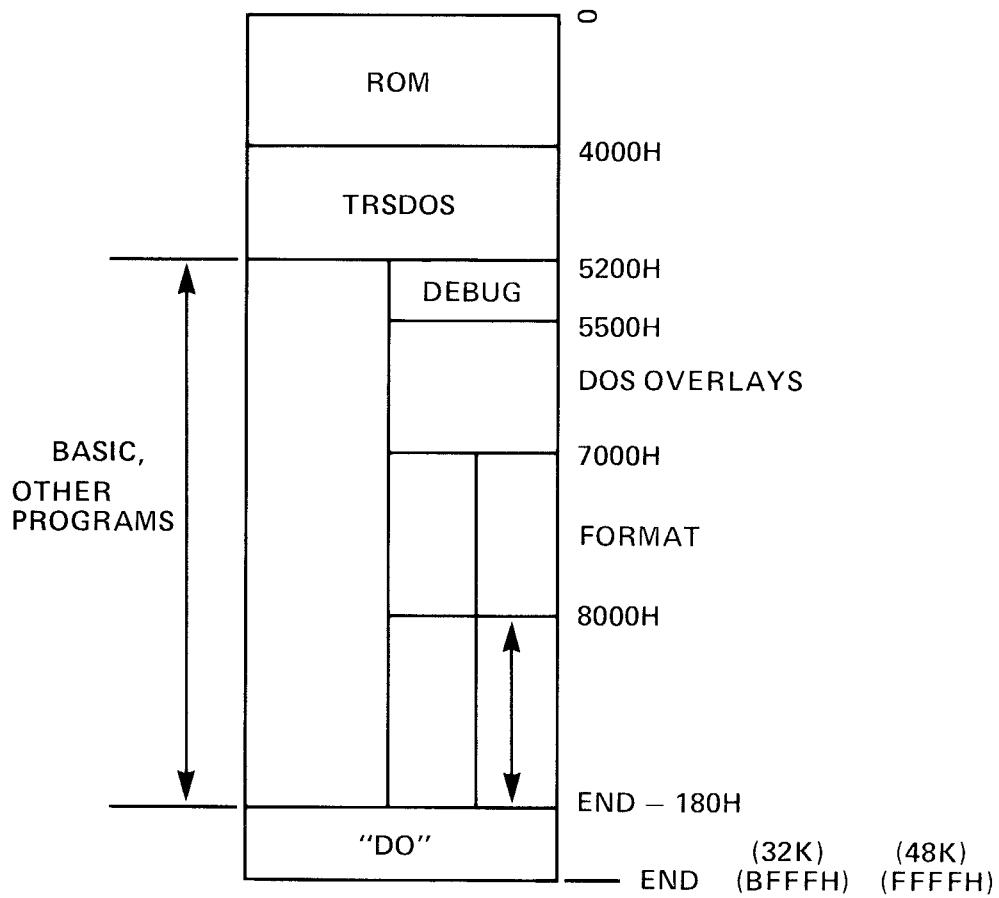 0
ROM
4000H
TRSDOS
5200H
DEBUG
5500H
DOS OVERLAYS
BASIC,
OTHER
PROGRAMS
7000H
FORMAT
8000H
END – 180H
“DO”
(32K) (48K)
END (BFFFH) (FFFFH)